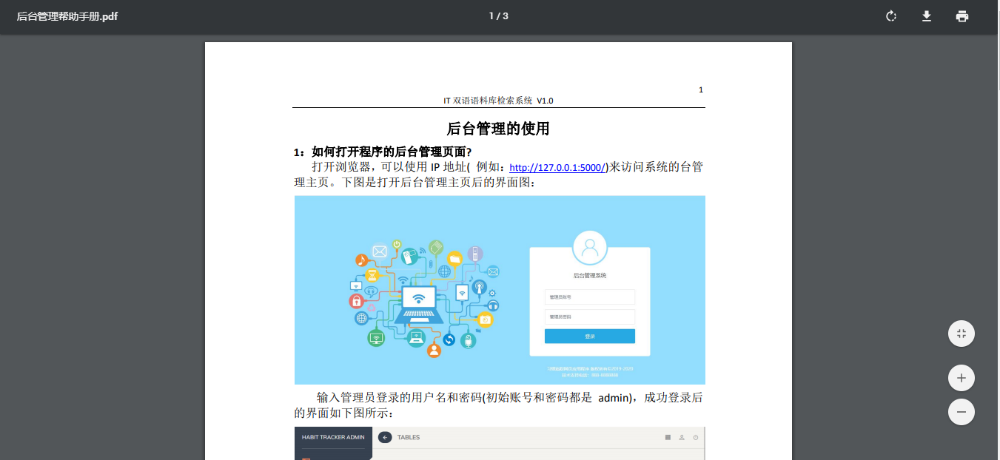 后台管理帮助手册.pdf
1 / 3
1
IT 双语语料库检索系统 V1.0
后台管理的使用
1：如何打开程序的后台管理页面?
打开浏览器，可以使用 IP 地址( 例如：http://127.0.0.1:5000/)来访问系统的台管
理主页。下图是打开后台管理主页后的界面图：
后台管理系统
管理员账号
管理员密码
登录
输入管理员登录的用户名和密码(初始账号和密码都是 admin)，成功登录后
的界面如下图所示：
HABIT TRACKER ADMIN
TABLES